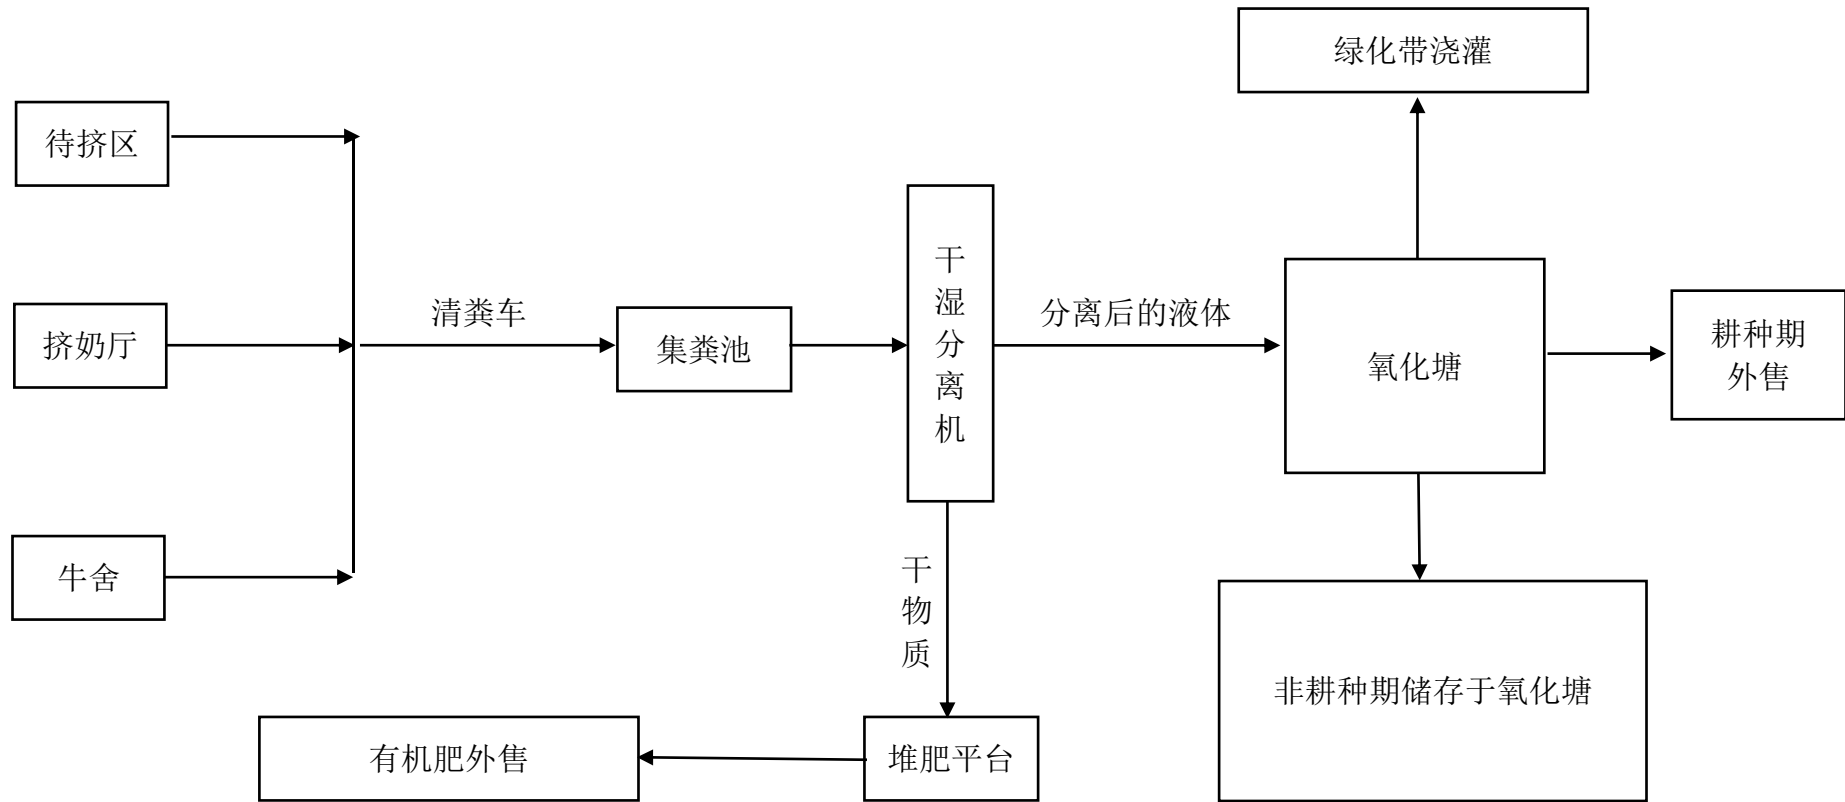 绿化带浇灌
待挤区
干湿分离机
挤奶厅
清粪车
集粪池
分离后的液体
氧化塘
耕种期
外售
牛舍
干物质
非耕种期储存于氧化塘
有机肥外售
堆肥平台